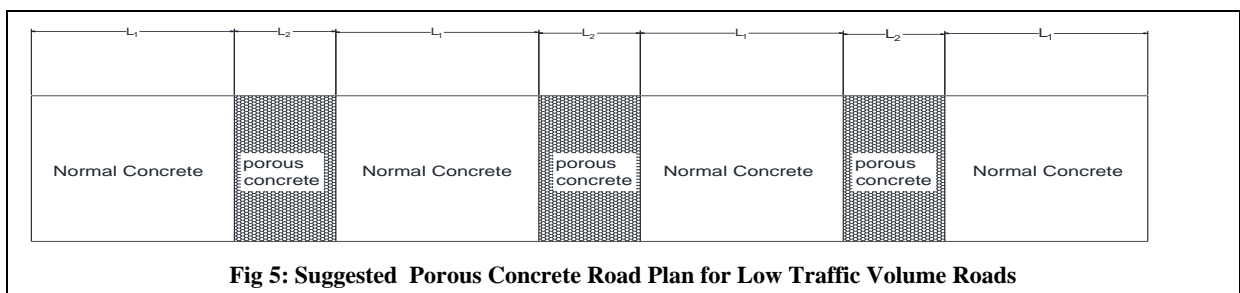 L₁ L₂ L₁ L₂ L₁ L₂ L₁
Normal Concrete porous concrete Normal Concrete porous concrete Normal Concrete porous concrete Normal Concrete
Fig 5: Suggested Porous Concrete Road Plan for Low Traffic Volume Roads